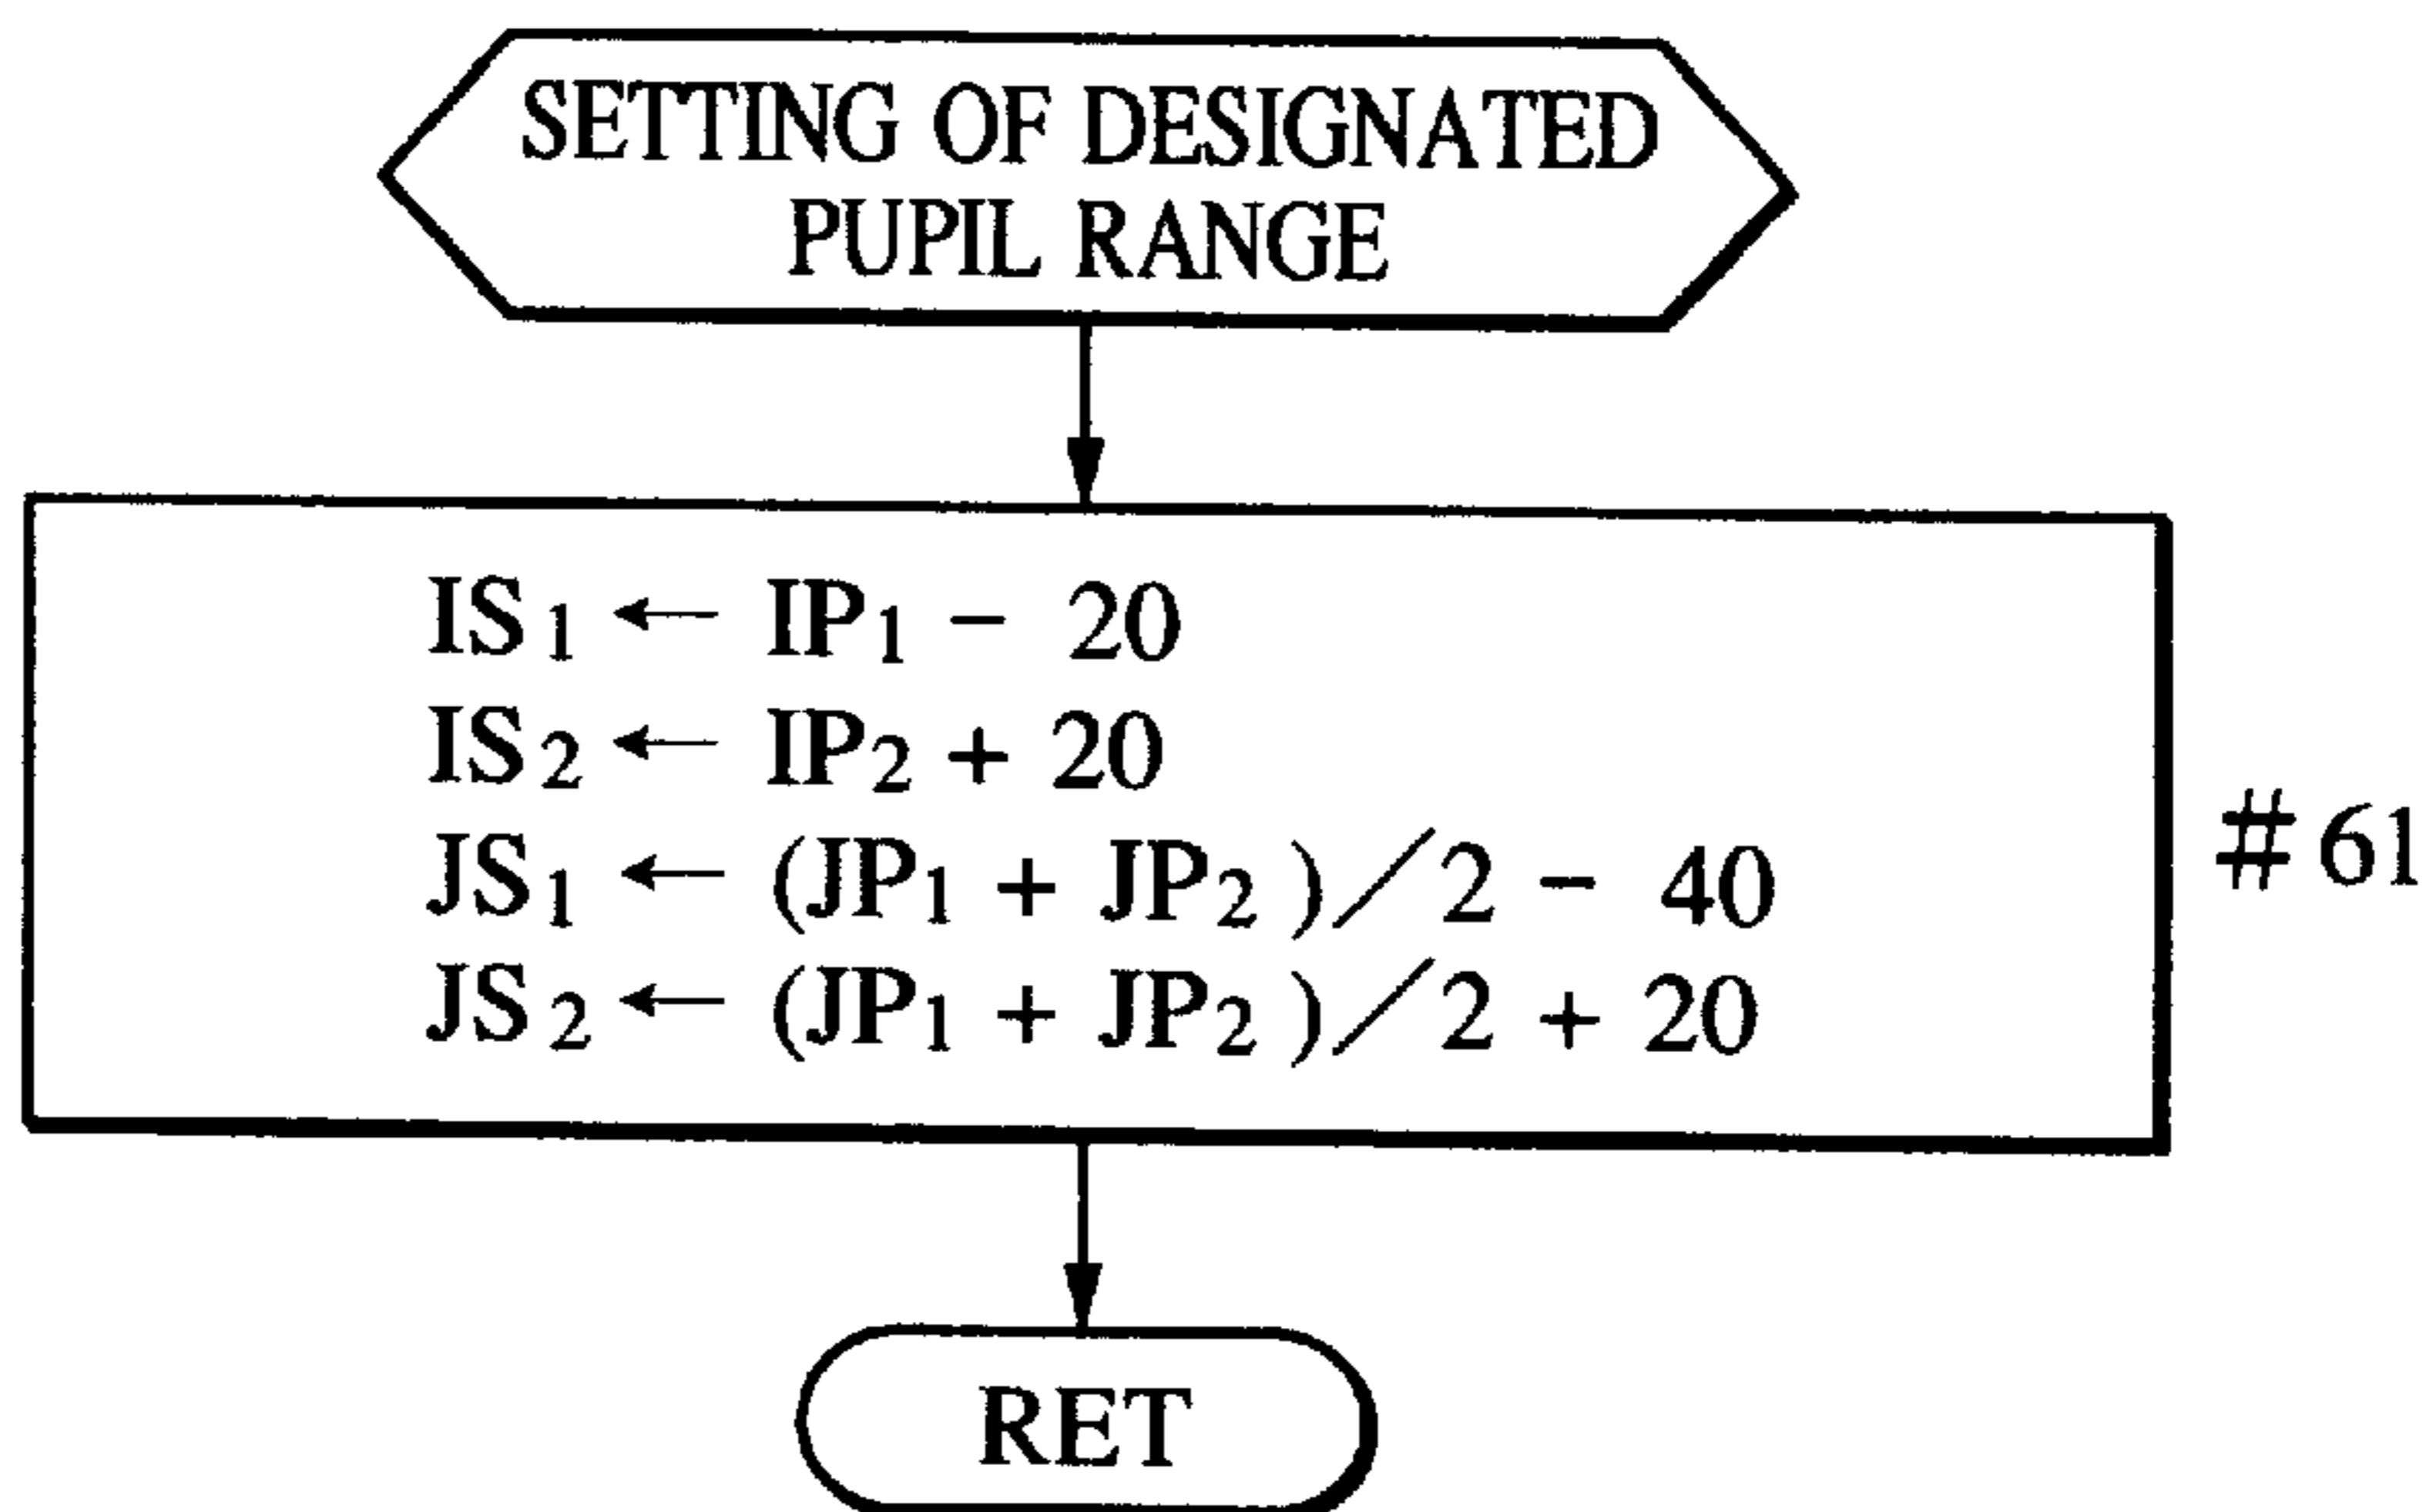 SETTING OF DESIGNATED
PUPIL RANGE
IS₁ ← IP₁ − 20
IS₂ ← IP₂ + 20
JS₁ ← (JP₁ + JP₂)／2 − 40
JS₂ ← (JP₁ + JP₂)／2 + 20
# 61
RET